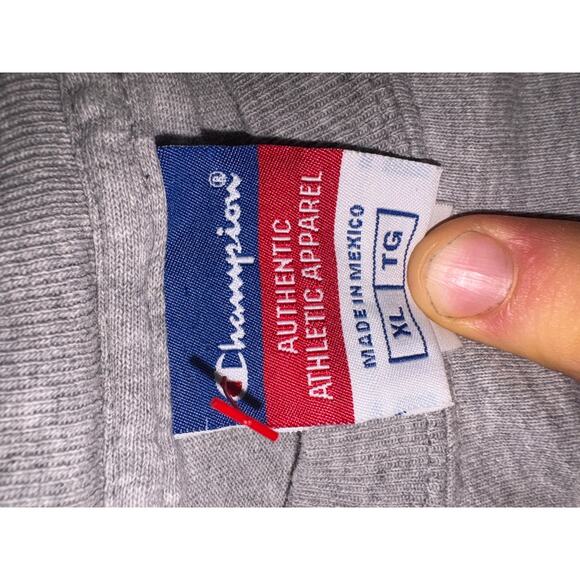 Champion®
AUTHENTIC
ATHLETIC APPAREL
MADE IN MEXICO
XL TG